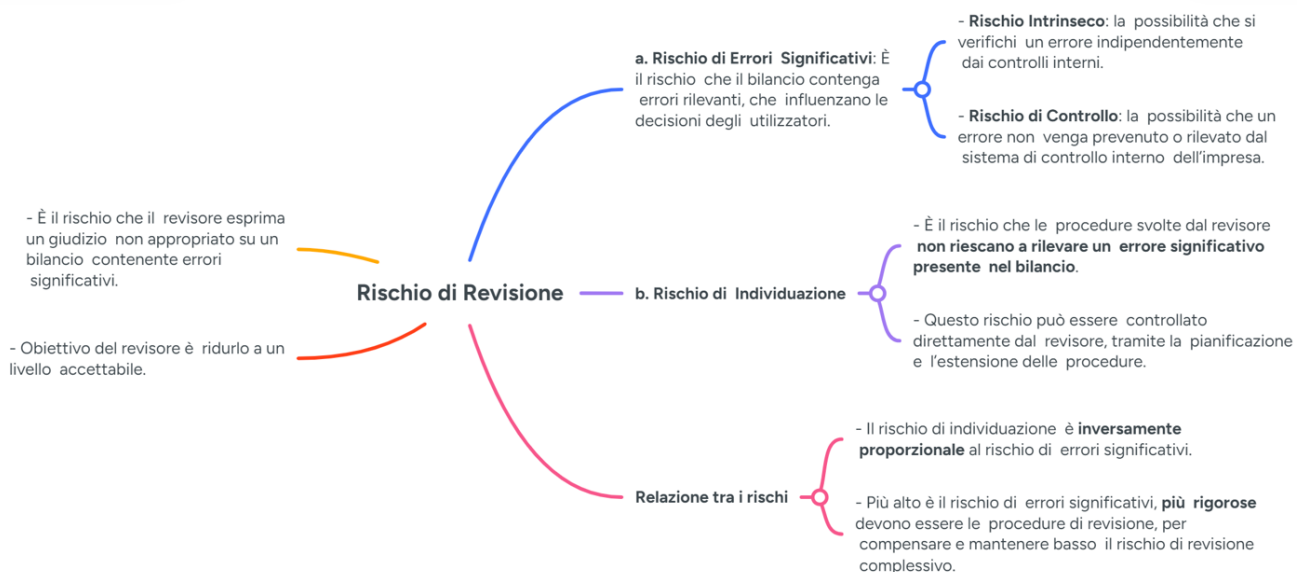 Rischio di Revisione
- È il rischio che il revisore esprima
un giudizio non appropriato su un
bilancio contenente errori
significativi.
- Obiettivo del revisore è ridurlo a un
livello accettabile.
a. Rischio di Errori Significativi: È
il rischio che il bilancio contenga
errori rilevanti, che influenzano le
decisioni degli utilizzatori.
- Rischio Intrinseco: la possibilità che si
verifichi un errore indipendentemente
dai controlli interni.
- Rischio di Controllo: la possibilità che un
errore non venga prevenuto o rilevato dal
sistema di controllo interno dell'impresa.
b. Rischio di Individuazione
- È il rischio che le procedure svolte dal revisore
non riescano a rilevare un errore significativo
presente nel bilancio.
- Questo rischio può essere controllato
direttamente dal revisore, tramite la pianificazione
e l'estensione delle procedure.
Relazione tra i rischi
- Il rischio di individuazione è inversamente
proporzionale al rischio di errori significativi.
- Più alto è il rischio di errori significativi, più rigorose
devono essere le procedure di revisione, per
compensare e mantenere basso il rischio di revisione
complessivo.